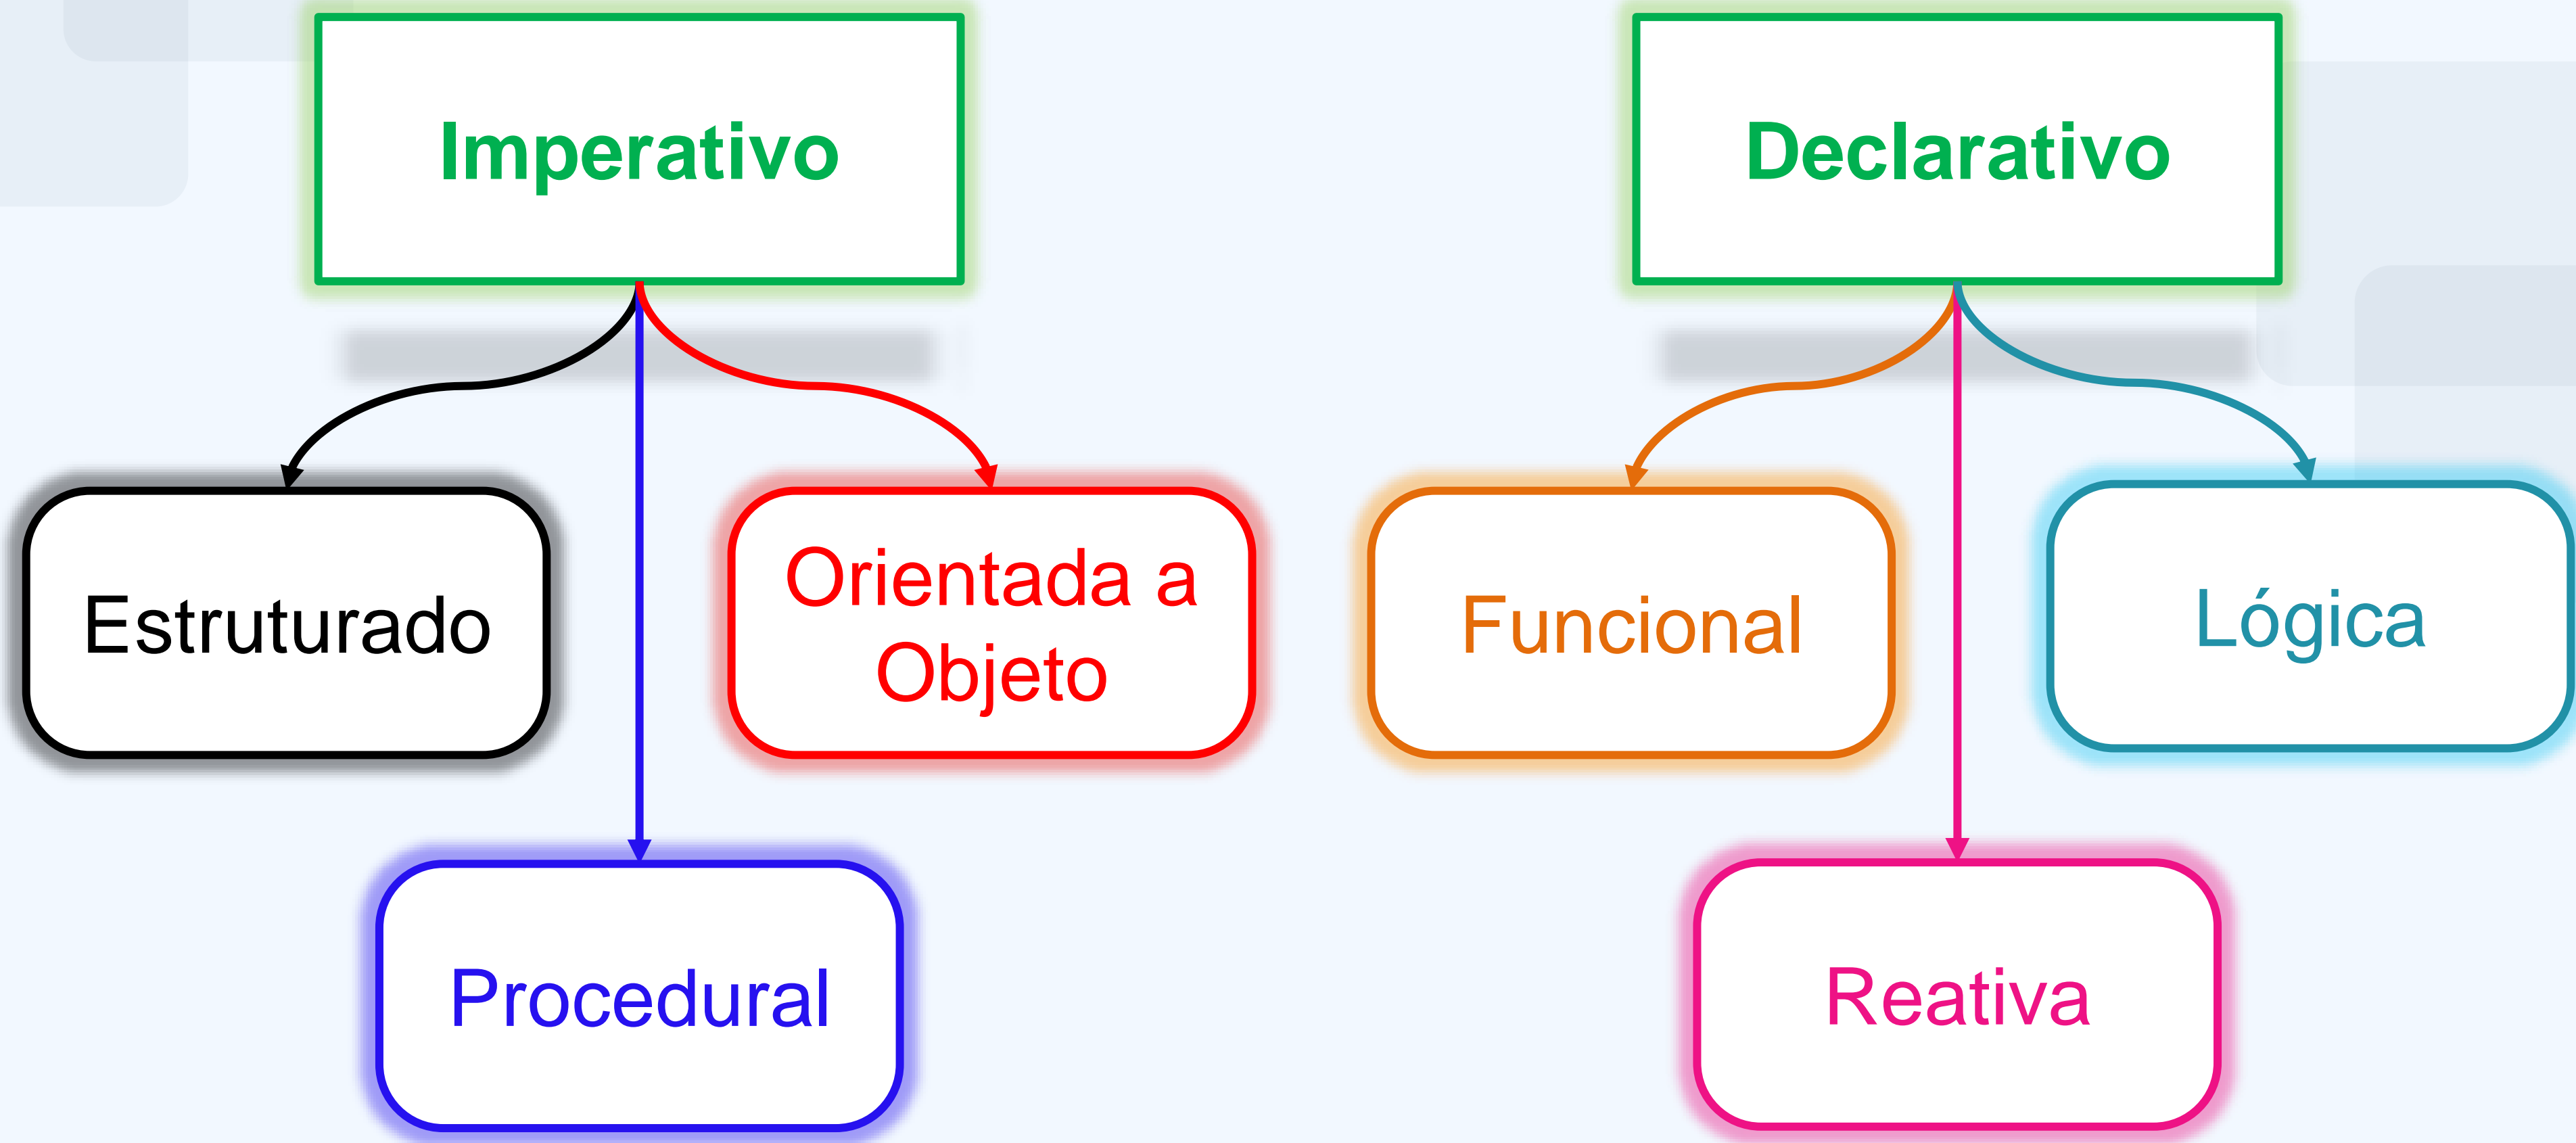 Imperativo
Declarativo
Estruturado
Orientada a
Objeto
Funcional
Lógica
Procedural
Reativa